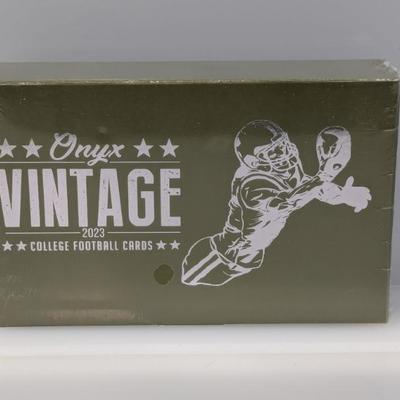 Onyx
VINTAGE
2023
COLLEGE FOOTBALL CARDS